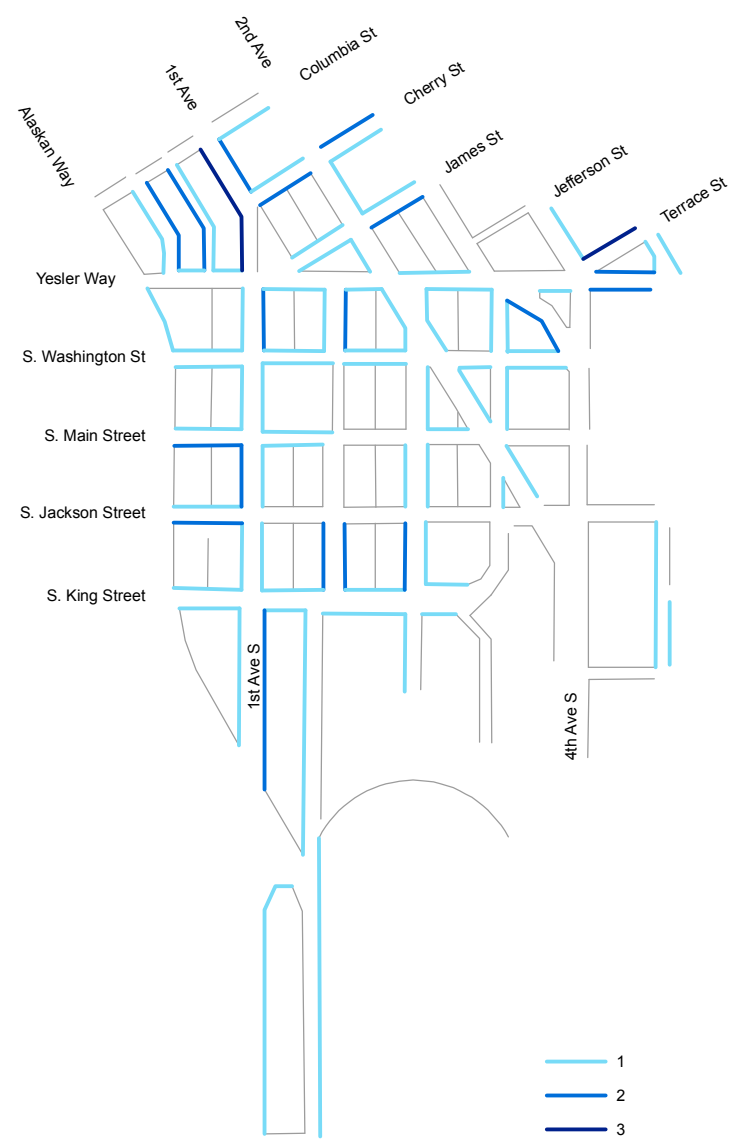 2nd Ave
Columbia St
1st Ave
Cherry St
Alaskan Way
James St
Jefferson St
Terrace St
Yesler Way
S. Washington St
S. Main Street
S. Jackson Street
S. King Street
1st Ave S
4th Ave S
1
2
3